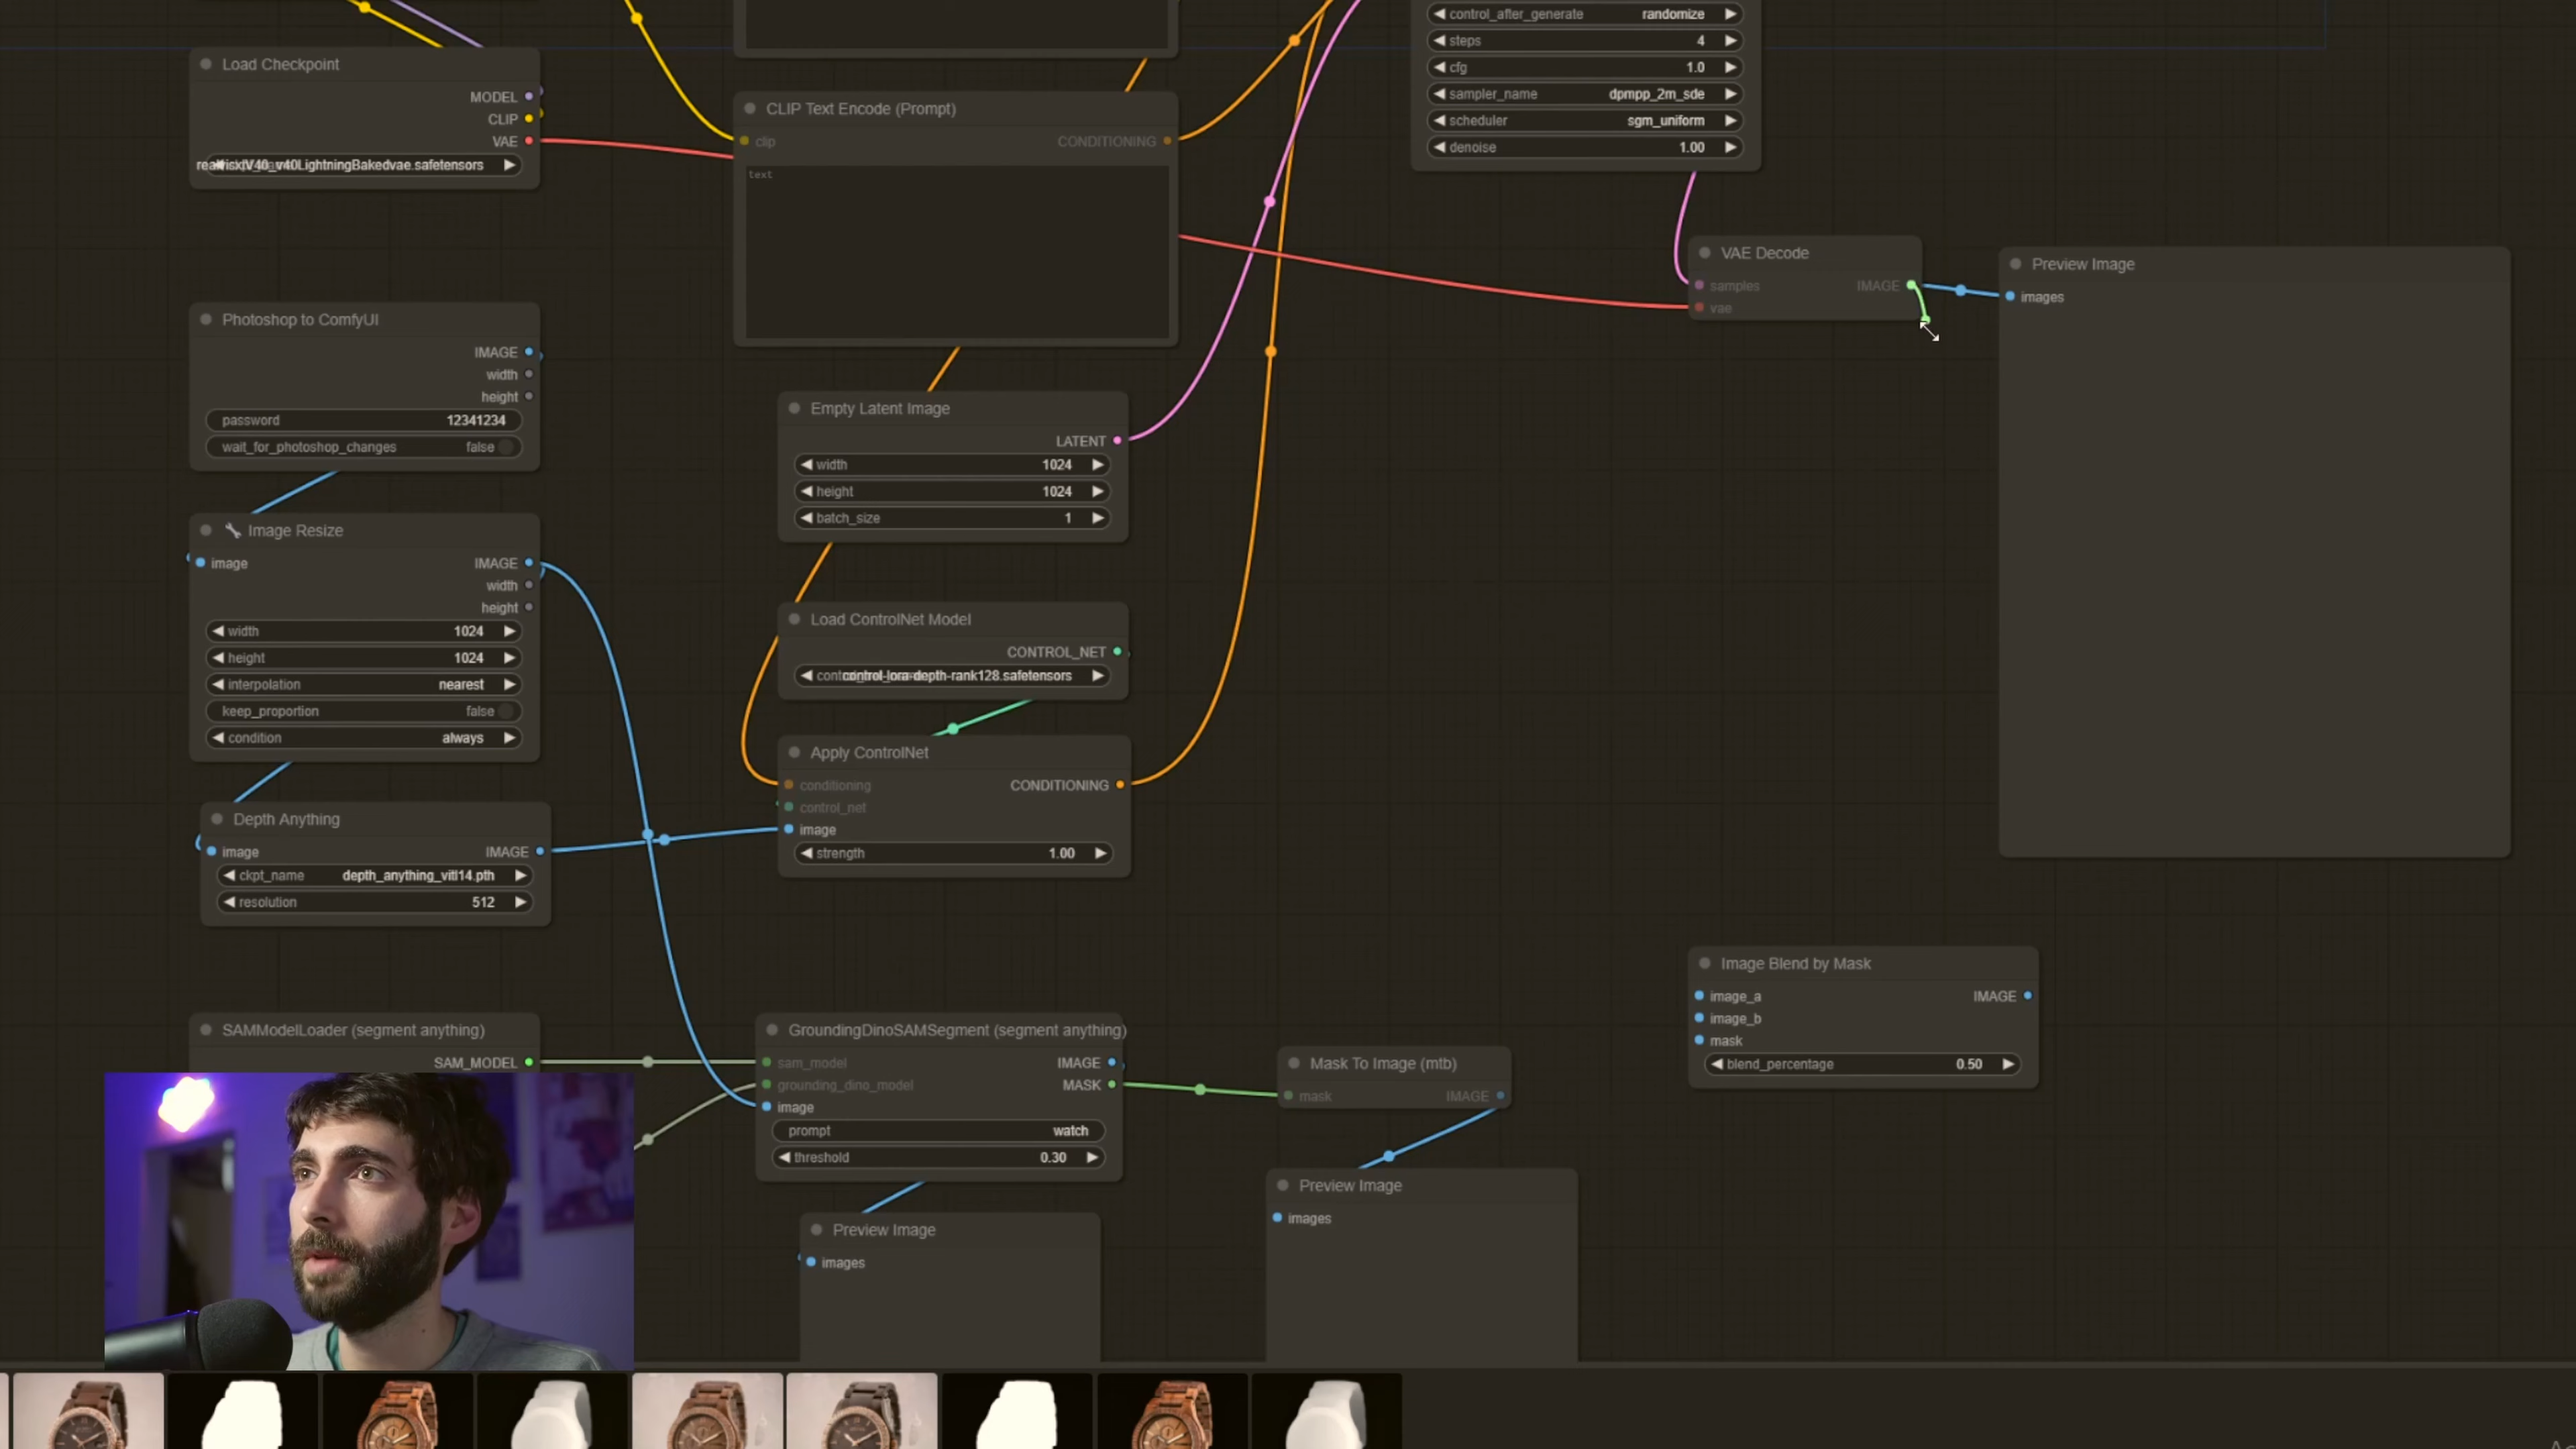 control_after_generate randomize
steps 4
cfg 1.0
sampler_name dpmpp_2m_sde
scheduler sgm_uniform
denoise 1.00
Load Checkpoint
MODEL
CLIP
VAE
CLIP Text Encode (Prompt)
clip CONDITIONING
text
VAE Decode
samples IMAGE
vae
Preview Image
images
Photoshop to ComfyUI
IMAGE
width
height
password 12341234
wait_for_photoshop_changes false
Empty Latent Image
LATENT
width 1024
height 1024
batch_size 1
Image Resize
image IMAGE
width
height
width 1024
height 1024
interpolation nearest
keep_proportion false
condition always
Load ControlNet Model
CONTROL_NET
control_lora-depth-rank128.safetensors
Apply ControlNet
conditioning CONDITIONING
control_net
image
strength 1.00
Depth Anything
image IMAGE
ckpt_name depth_anything_vitl14.pth
resolution 512
Image Blend by Mask
image_a IMAGE
image_b
mask
blend_percentage 0.50
SAMModelLoader (segment anything)
SAM_MODEL
GroundingDinoSAMSegment (segment anything)
sam_model IMAGE
grounding_dino_model MASK
image
prompt watch
threshold 0.30
Mask To Image (mtb)
mask IMAGE
Preview Image
images
Preview Image
images